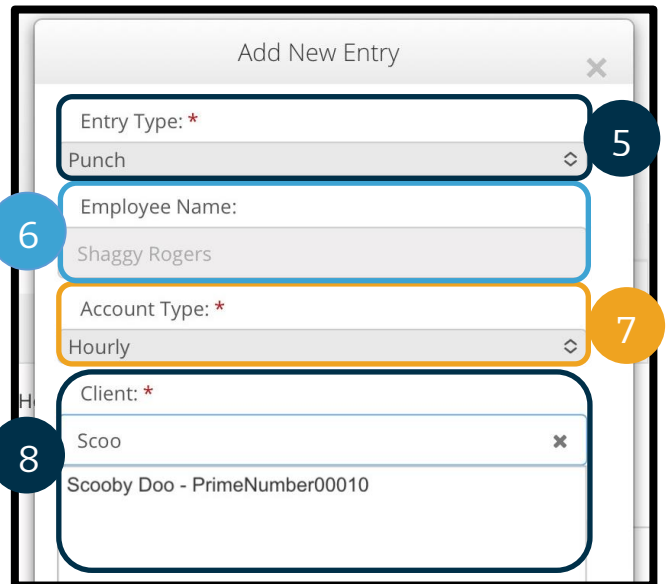 Add New Entry
Entry Type: *
5
Punch
Employee Name:
6
Shaggy Rogers
Account Type: *
7
Hourly
H
Client: *
Scoo
8
Scooby Doo - PrimeNumber00010